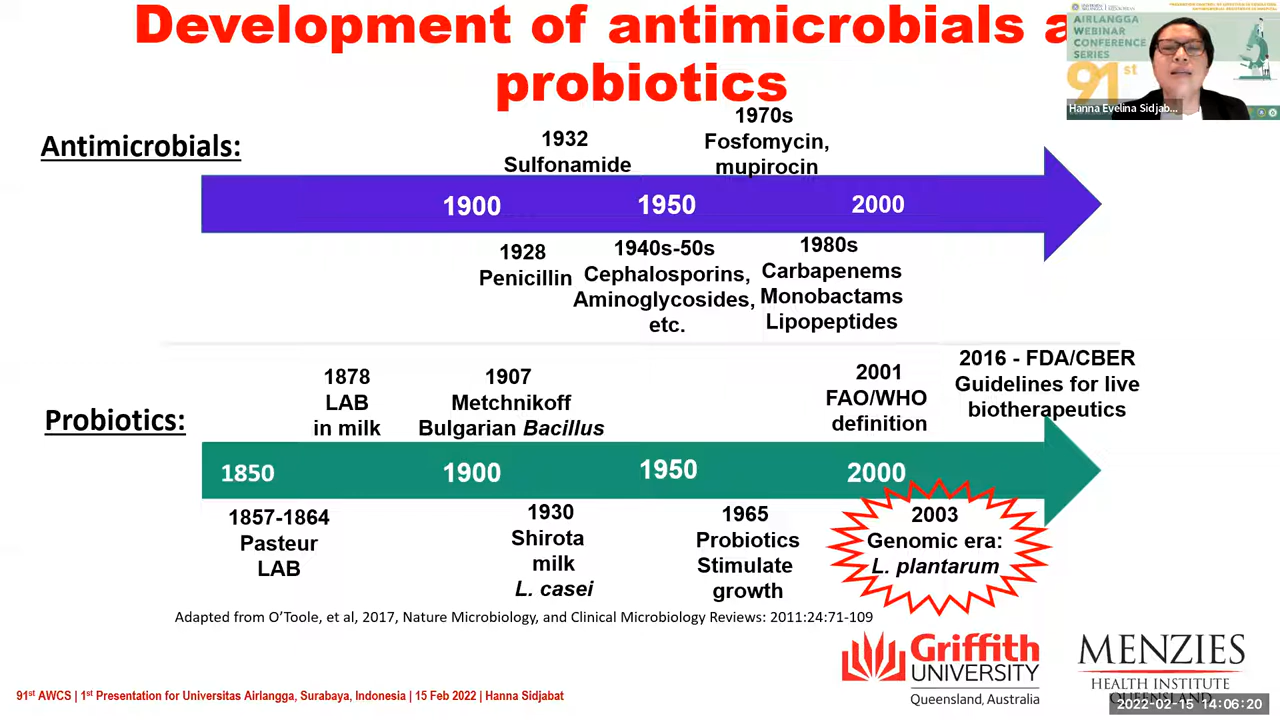 Development of antimicrobials a
probiotics
AIRLANGGA
WEBINAR
CONFERENCE
SERIES
91st
Hanna Evelina Sidjab...
Antimicrobials:
1932
Sulfonamide
1970s
Fosfomycin,
mupirocin
1900
1950
2000
1928
Penicillin
1940s-50s
Cephalosporins,
Aminoglycosides,
etc.
1980s
Carbapenems
Monobactams
Lipopeptides
Probiotics:
1878
LAB
in milk
1907
Metchnikoff
Bulgarian Bacillus
2001
FAO/WHO
definition
2016 - FDA/CBER
Guidelines for live
biotherapeutics
1850
1900
1950
2000
1857-1864
Pasteur
LAB
1930
Shirota
milk
L. casei
1965
Probiotics
Stimulate
growth
2003
Genomic era:
L. plantarum
Adapted from O'Toole, et al, 2017, Nature Microbiology, and Clinical Microbiology Reviews: 2011:24:71-109
Griffith
UNIVERSITY
Queensland, Australia
MENZIES
HEALTH INSTITUTE
QUEENSLAND
91st AWCS | 1st Presentation for Universitas Airlangga, Surabaya, Indonesia | 15 Feb 2022 | Hanna Sidjabat
2022-02-15 14:06:20